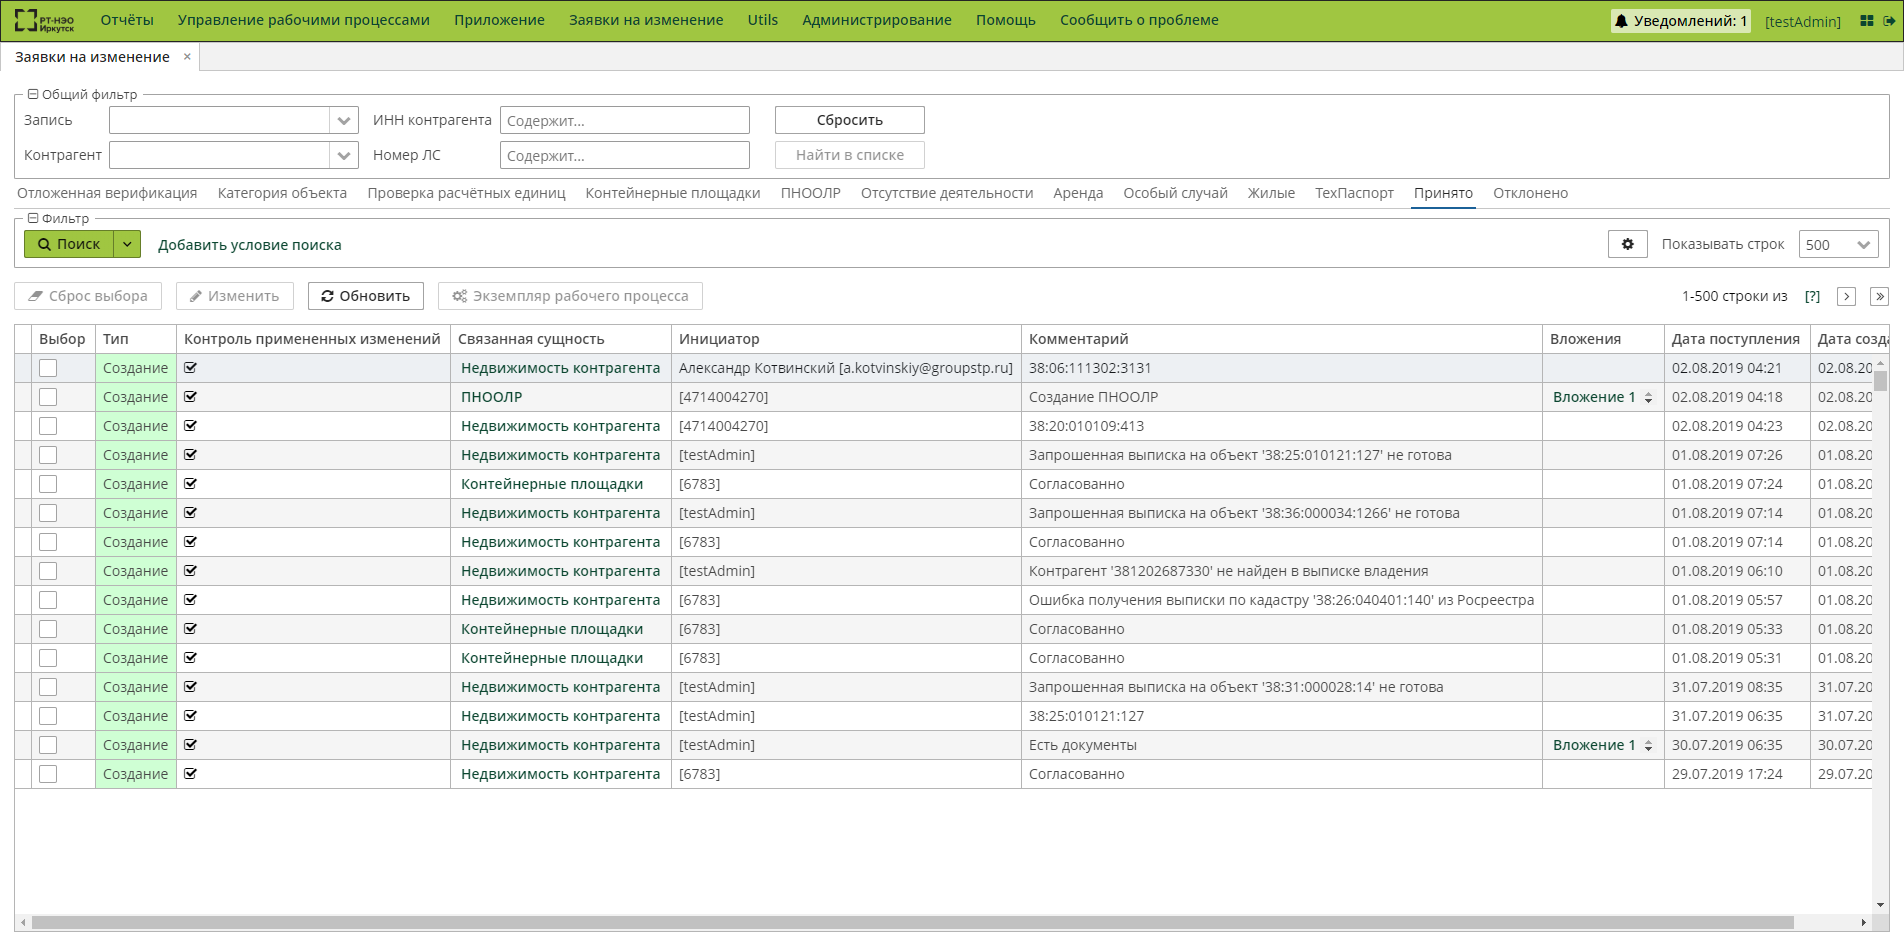 РТ-НЭО Иркутск Отчёты Управление рабочими процессами Приложение Заявки на изменение Utils Администрирование Помощь Сообщить о проблеме Уведомлений: 1 [testAdmin]
Заявки на изменение ×
Общий фильтр
Запись ИНН контрагента Содержит... Сбросить
Контрагент Номер ЛС Содержит... Найти в списке
Отложенная верификация Категория объекта Проверка расчётных единиц Контейнерные площадки ПНООЛР Отсутствие деятельности Аренда Особый случай Жилые ТехПаспорт Принято Отклонено
Фильтр
Поиск Добавить условие поиска Показывать строк 500
Сброс выбора Изменить Обновить Экземпляр рабочего процесса 1-500 строки из [?]
Выбор Тип Контроль примененных изменений Связанная сущность Инициатор Комментарий Вложения Дата поступления Дата созда
Создание Недвижимость контрагента Александр Котвинский [a.kotvinskiy@groupstp.ru] 38:06:111302:3131 02.08.2019 04:21 02.08.20
Создание ПНООЛР [4714004270] Создание ПНООЛР Вложение 1 02.08.2019 04:18 02.08.20
Создание Недвижимость контрагента [4714004270] 38:20:010109:413 02.08.2019 04:23 02.08.20
Создание Недвижимость контрагента [testAdmin] Запрошенная выписка на объект '38:25:010121:127' не готова 01.08.2019 07:26 01.08.20
Создание Контейнерные площадки [6783] Согласованно 01.08.2019 07:24 01.08.20
Создание Недвижимость контрагента [testAdmin] Запрошенная выписка на объект '38:36:000034:1266' не готова 01.08.2019 07:14 01.08.20
Создание Недвижимость контрагента [6783] Согласованно 01.08.2019 07:14 01.08.20
Создание Недвижимость контрагента [testAdmin] Контрагент '381202687330' не найден в выписке владения 01.08.2019 06:10 01.08.20
Создание Недвижимость контрагента [6783] Ошибка получения выписки по кадастру '38:26:040401:140' из Росреестра 01.08.2019 05:57 01.08.20
Создание Контейнерные площадки [6783] Согласованно 01.08.2019 05:33 01.08.20
Создание Контейнерные площадки [6783] Согласованно 01.08.2019 05:31 01.08.20
Создание Недвижимость контрагента [testAdmin] Запрошенная выписка на объект '38:31:000028:14' не готова 31.07.2019 08:35 31.07.20
Создание Недвижимость контрагента [testAdmin] 38:25:010121:127 31.07.2019 06:35 31.07.20
Создание Недвижимость контрагента [testAdmin] Есть документы Вложение 1 30.07.2019 06:35 30.07.20
Создание Недвижимость контрагента [6783] Согласованно 29.07.2019 17:24 29.07.20